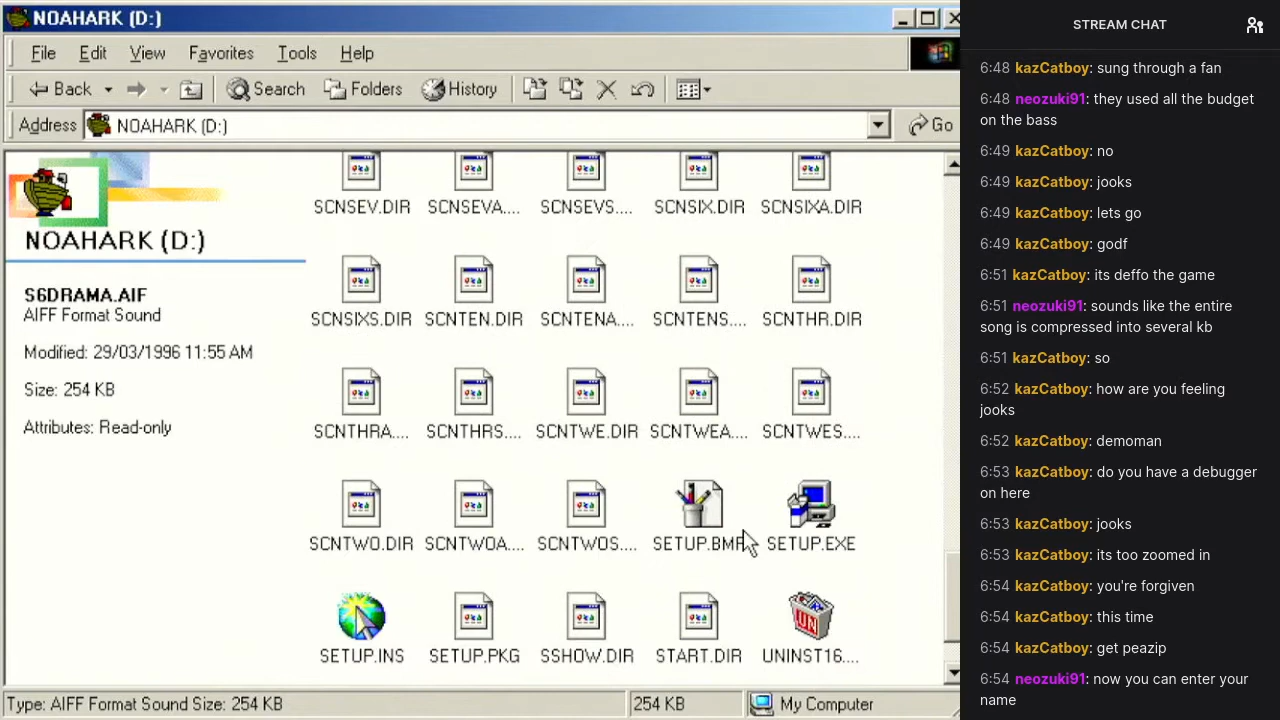 NOAHARK (D:)
File Edit View Favorites Tools Help
Back Search Folders History
Address NOAHARK (D:) Go
NOAHARK (D:)
S6DRAMA.AIF
AIFF Format Sound
Modified: 29/03/1996 11:55 AM
Size: 254 KB
Attributes: Read-only
SCNSEV.DIR SCNSEVA.... SCNSEVS.... SCNSIX.DIR SCNSIXA.DIR
SCNSIXS.DIR SCNTEN.DIR SCNTENA.... SCNTENS.... SCNTHR.DIR
SCNTHRA.... SCNTHRS.... SCNTWE.DIR SCNTWEA.... SCNTWES....
SCNTWO.DIR SCNTWOA.... SCNTWOS.... SETUP.BMP SETUP.EXE
SETUP.INS SETUP.PKG SSHOW.DIR START.DIR UNINST16....
UN
Type: AIFF Format Sound Size: 254 KB 254 KB My Computer
STREAM CHAT
6:48 kazCatboy: sung through a fan
6:48 neozuki91: they used all the budget
on the bass
6:49 kazCatboy: no
6:49 kazCatboy: jooks
6:49 kazCatboy: lets go
6:49 kazCatboy: godf
6:51 kazCatboy: its deffo the game
6:51 neozuki91: sounds like the entire
song is compressed into several kb
6:51 kazCatboy: so
6:52 kazCatboy: how are you feeling
jooks
6:52 kazCatboy: demoman
6:53 kazCatboy: do you have a debugger
on here
6:53 kazCatboy: jooks
6:53 kazCatboy: its too zoomed in
6:54 kazCatboy: you're forgiven
6:54 kazCatboy: this time
6:54 kazCatboy: get peazip
6:54 neozuki91: now you can enter your
name